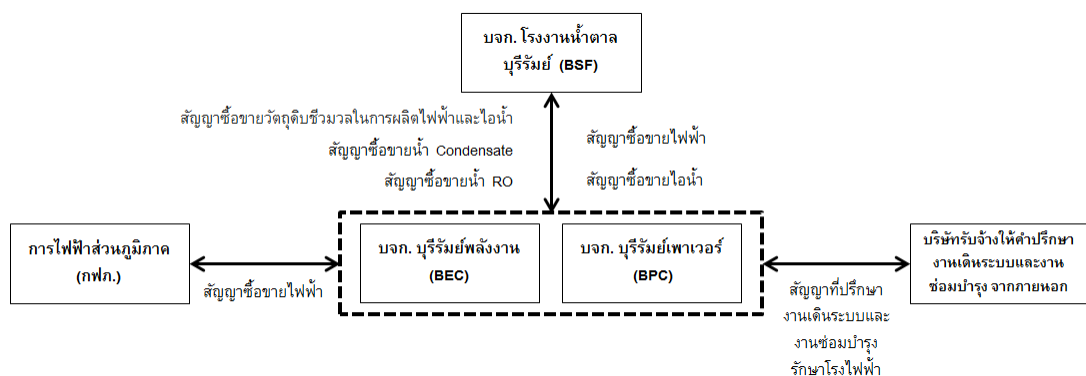 บจก. โรงงานน้ำตาล
บุรีรัมย์ (BSF)
สัญญาซื้อขายวัตถุดิบชีวมวลในการผลิตไฟฟ้าและไอน้ำ
สัญญาซื้อขายน้ำ Condensate
สัญญาซื้อขายน้ำ RO
สัญญาซื้อขายไฟฟ้า
สัญญาซื้อขายไอน้ำ
การไฟฟ้าส่วนภูมิภาค
(กฟภ.)
สัญญาซื้อขายไฟฟ้า
บจก. บุรีรัมย์พลังงาน
(BEC)
บจก. บุรีรัมย์เพาเวอร์
(BPC)
บริษัทรับจ้างให้คำปรึกษา
งานเดินระบบและงาน
ซ่อมบำรุง จากภายนอก
สัญญาที่ปรึกษา
งานเดินระบบและ
งานซ่อมบำรุง
รักษาโรงไฟฟ้า